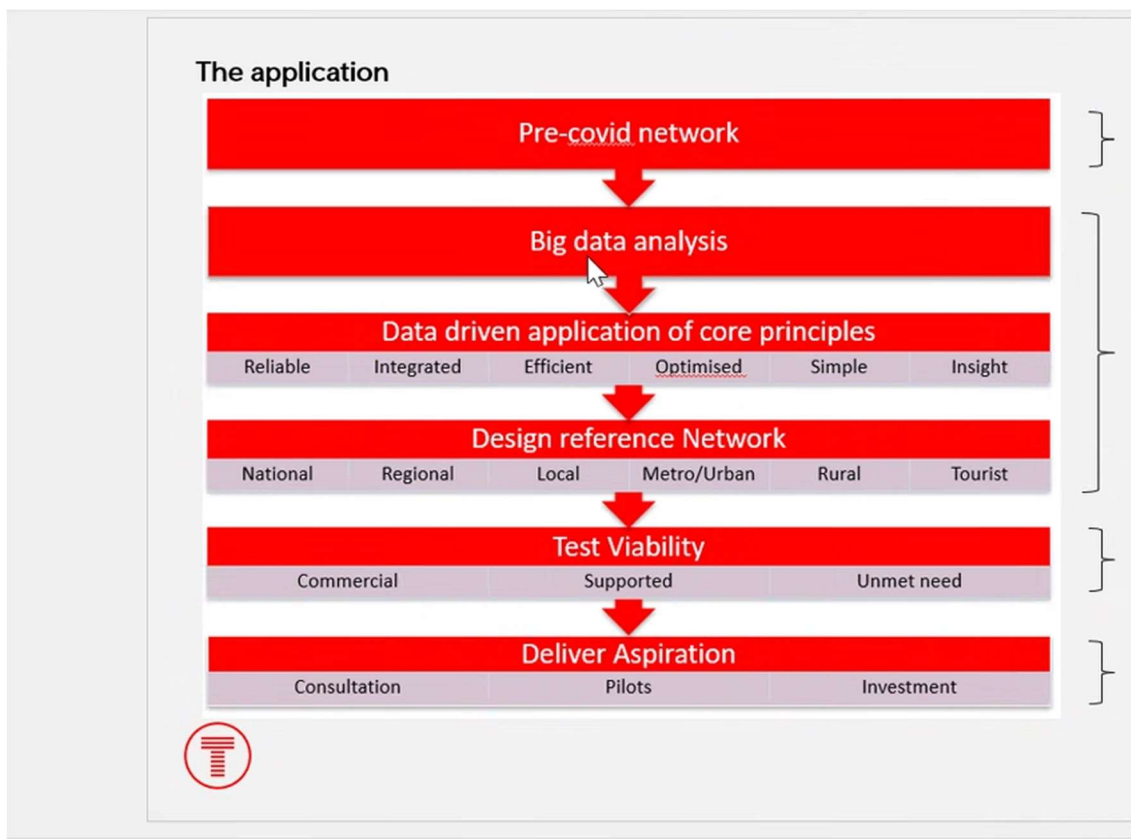 The application
Pre-covid network
Big data analysis
Data driven application of core principles
Reliable Integrated Efficient Optimised Simple Insight
Design reference Network
National Regional Local Metro/Urban Rural Tourist
Test Viability
Commercial Supported Unmet need
Deliver Aspiration
Consultation Pilots Investment
T